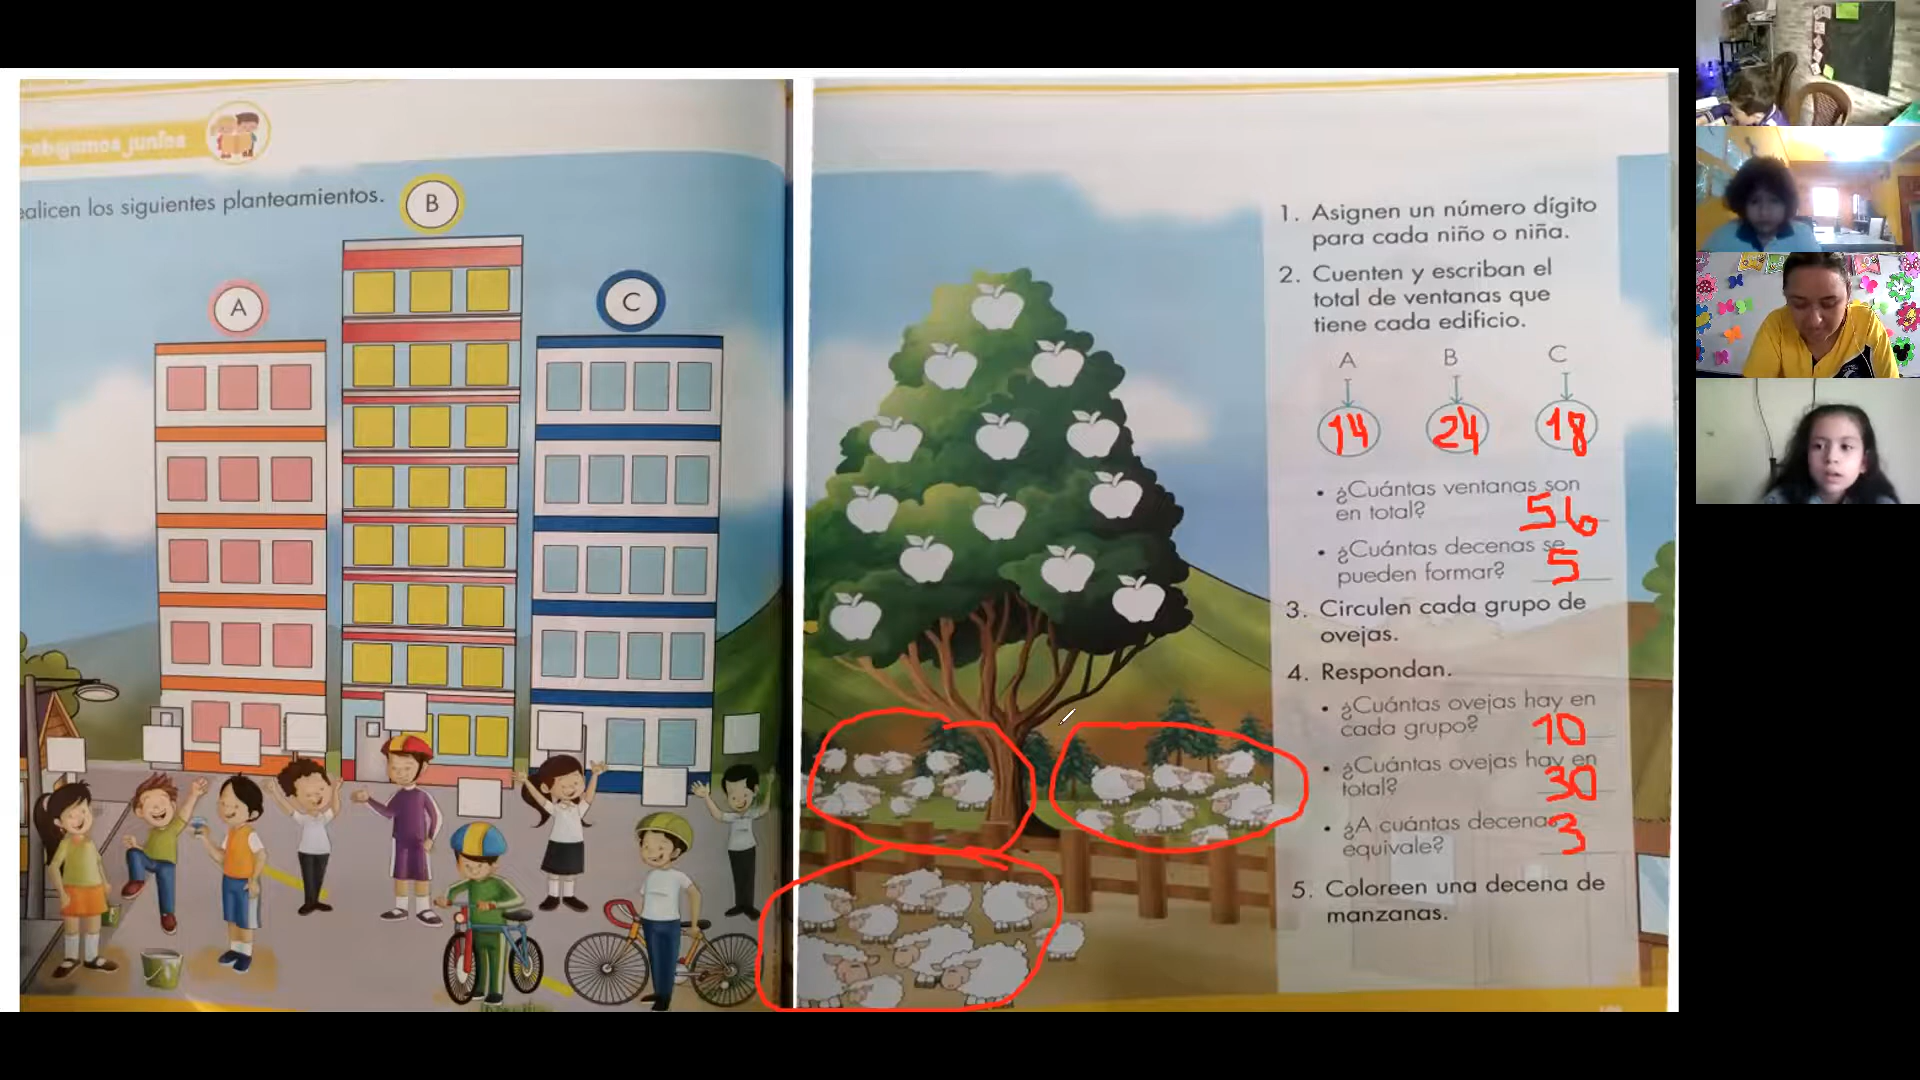 Trabajamos juntos
ealicen los siguientes planteamientos.
A
B
C
1. Asignen un número dígito
para cada niño o niña.
2. Cuenten y escriban el
total de ventanas que
tiene cada edificio.
A B C
14 24 18
• ¿Cuántas ventanas son
en total? 56
• ¿Cuántas decenas se
pueden formar? 5
3. Circulen cada grupo de
ovejas.
4. Respondan.
• ¿Cuántas ovejas hay en
cada grupo? 10
• ¿Cuántas ovejas hay en
total? 30
• ¿A cuántas decenas
equivale? 3
5. Coloreen una decena de
manzanas.